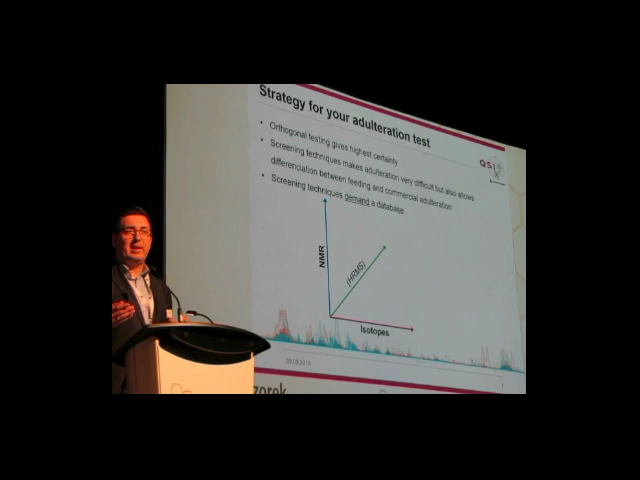 Strategy for your adulteration test
• Orthogonal testing gives highest certainty
• Screening techniques makes adulteration very difficult but also allows
differenciation between feeding and commercial adulteration
• Screening techniques demand a database
QSI
NMR
(HRMS)
Isotopes
zorek